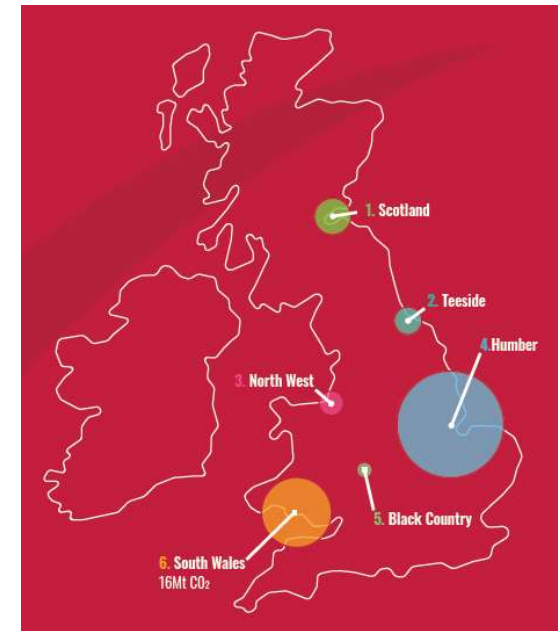 1. Scotland
2. Teeside
4.Humber
3. North West
5. Black Country
6. South Wales
16Mt CO₂